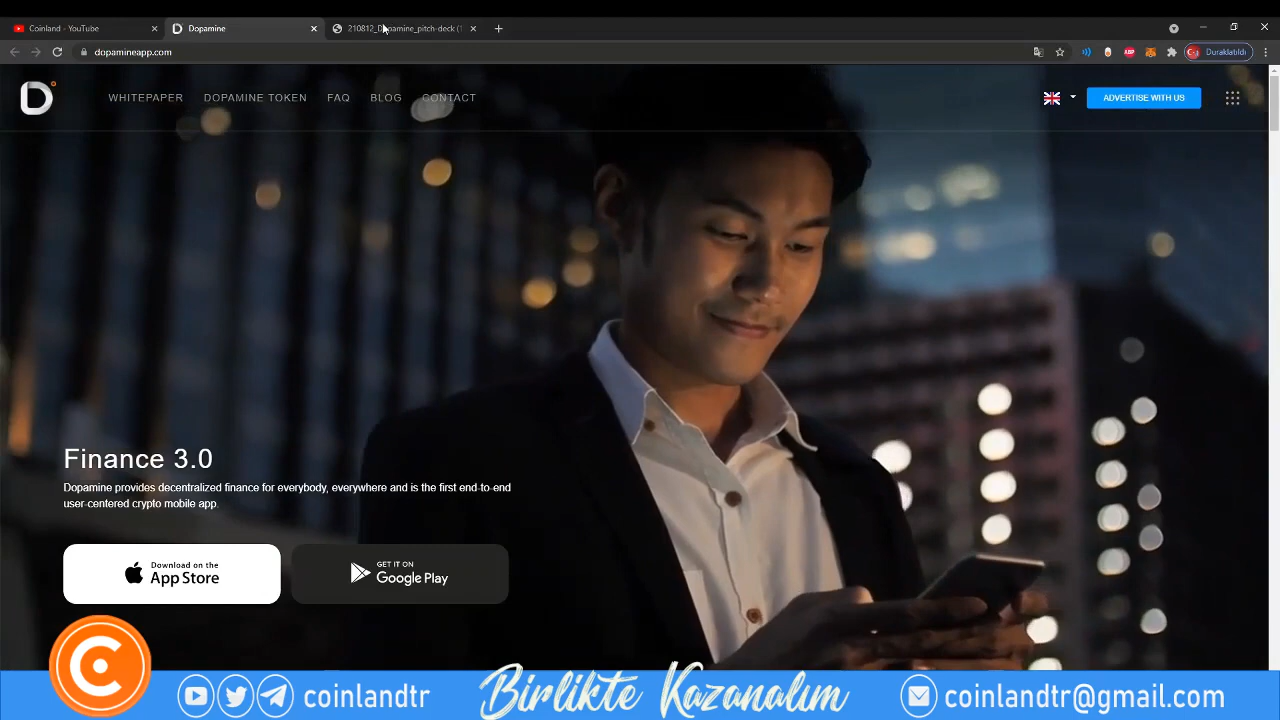 Coinland - YouTube
Dopamine
210812_Dopamine_pitch-deck (1
dopamineapp.com
ABP
Duraklatıldı
D
WHITEPAPER
DOPAMINE TOKEN
FAQ
BLOG
CONTACT
ADVERTISE WITH US
Finance 3.0
Dopamine provides decentralized finance for everybody, everywhere and is the first end-to-end
user-centered crypto mobile app.
Download on the
App Store
GET IT ON
Google Play
coinlandtr
Birlikte Kazanalım
coinlandtr@gmail.com